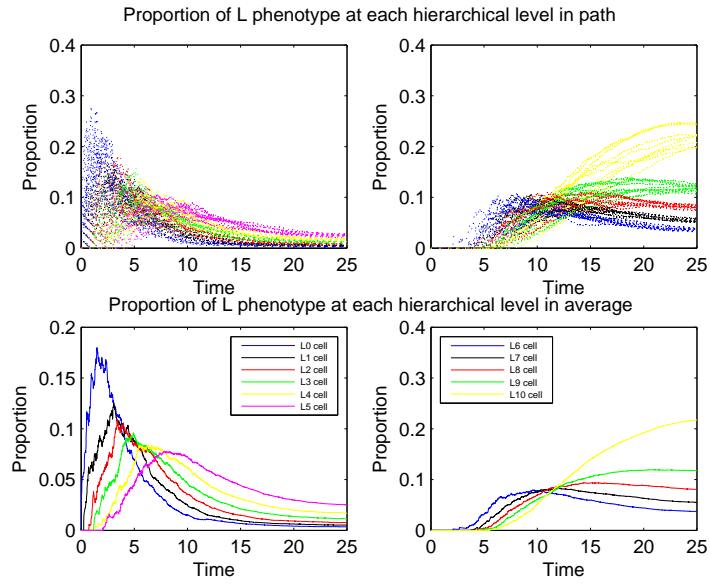 Proportion of L phenotype at each hierarchical level in path
0.4
0.3
0.2
0.1
0
Proportion
0 5 10 15 20 25
Time
0.4
0.3
0.2
0.1
0
Proportion
0 5 10 15 20 25
Time
Proportion of L phenotype at each hierarchical level in average
0.2
0.15
0.1
0.05
0
Proportion
0 5 10 15 20 25
Time
L0 cell
L1 cell
L2 cell
L3 cell
L4 cell
L5 cell
0.4
0.3
0.2
0.1
0
Proportion
0 5 10 15 20 25
Time
L6 cell
L7 cell
L8 cell
L9 cell
L10 cell